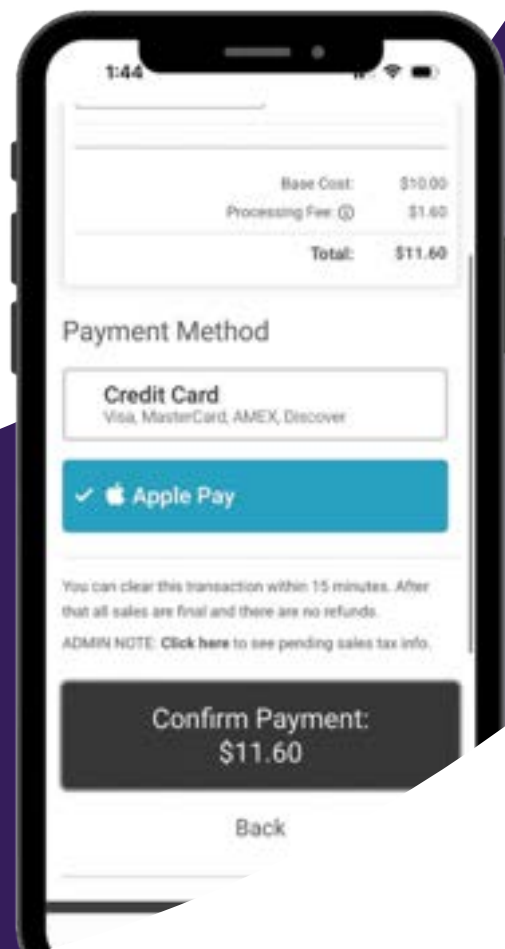 1:44
Base Cost: $10.00
Processing Fee: $1.60
Total: $11.60
Payment Method
Credit Card
Visa, MasterCard, AMEX, Discover
Apple Pay
You can clear this transaction within 15 minutes. After
that all sales are final and there are no refunds.
ADMIN NOTE: Click here to see pending sales tax info.
Confirm Payment:
$11.60
Back